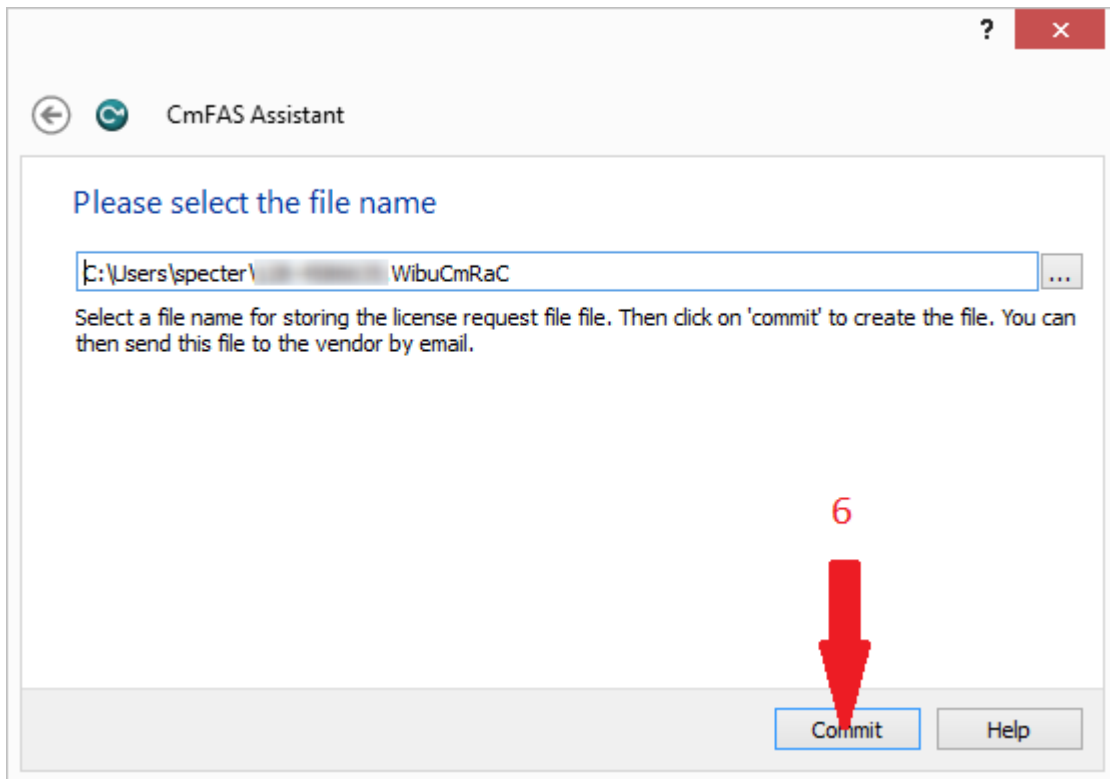 ?
CmFAS Assistant
Please select the file name
C:\Users\specter\ .WibuCmRaC
...
Select a file name for storing the license request file file. Then click on 'commit' to create the file. You can
then send this file to the vendor by email.
6
Commit
Help